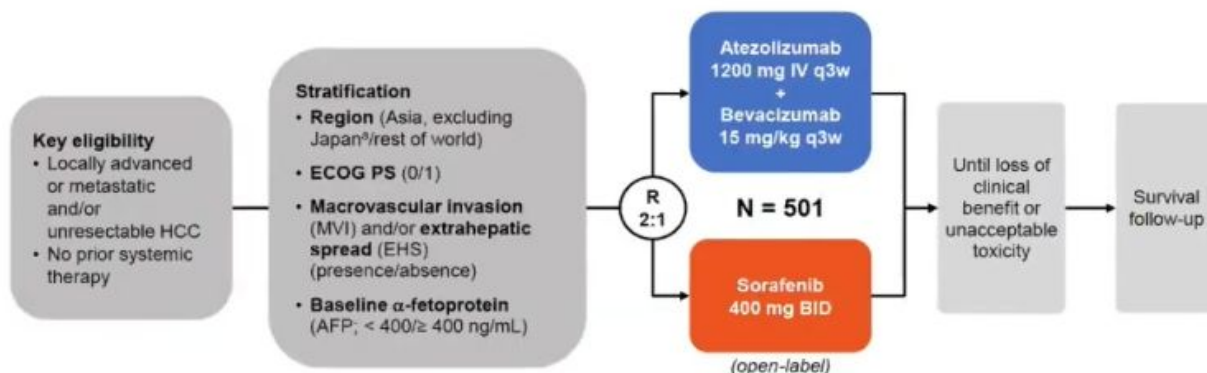 Key eligibility
• Locally advanced
or metastatic
and/or
unresectable HCC
• No prior systemic
therapy
Stratification
• Region (Asia, excluding
Japanª/rest of world)
• ECOG PS (0/1)
• Macrovascular invasion
(MVI) and/or extrahepatic
spread (EHS)
(presence/absence)
• Baseline α-fetoprotein
(AFP; < 400/≥ 400 ng/mL)
R
2:1
Atezolizumab
1200 mg IV q3w
+
Bevacizumab
15 mg/kg q3w
N = 501
Sorafenib
400 mg BID
(open-label)
Until loss of
clinical
benefit or
unacceptable
toxicity
Survival
follow-up